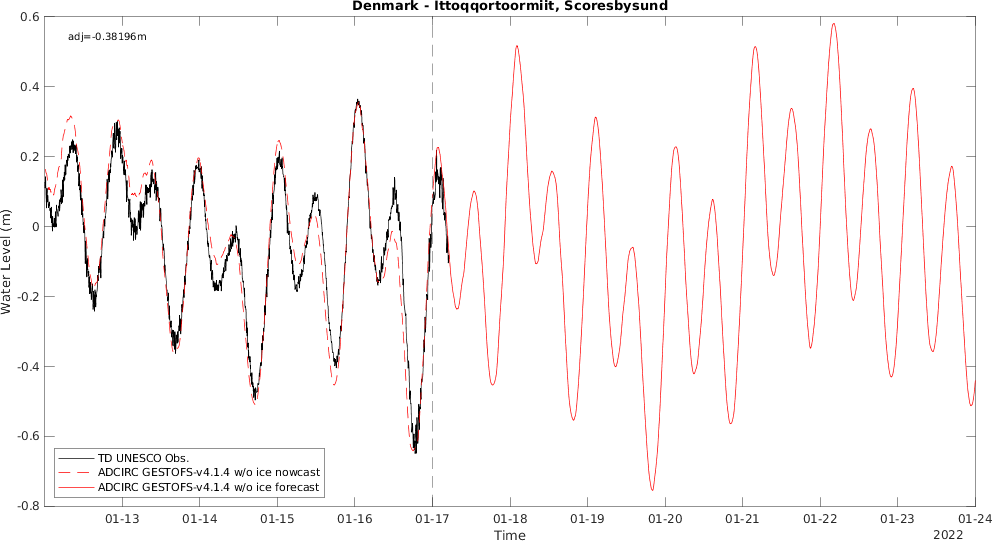 Denmark - Ittoqqortoormiit, Scoresbysund
adj=-0.38196m
0.6
0.4
0.2
0
-0.2
-0.4
-0.6
-0.8
Water Level (m)
TD UNESCO Obs.
ADCIRC GESTOFS-v4.1.4 w/o ice nowcast
ADCIRC GESTOFS-v4.1.4 w/o ice forecast
01-13 01-14 01-15 01-16 01-17 01-18 01-19 01-20 01-21 01-22 01-23 01-24
Time
2022